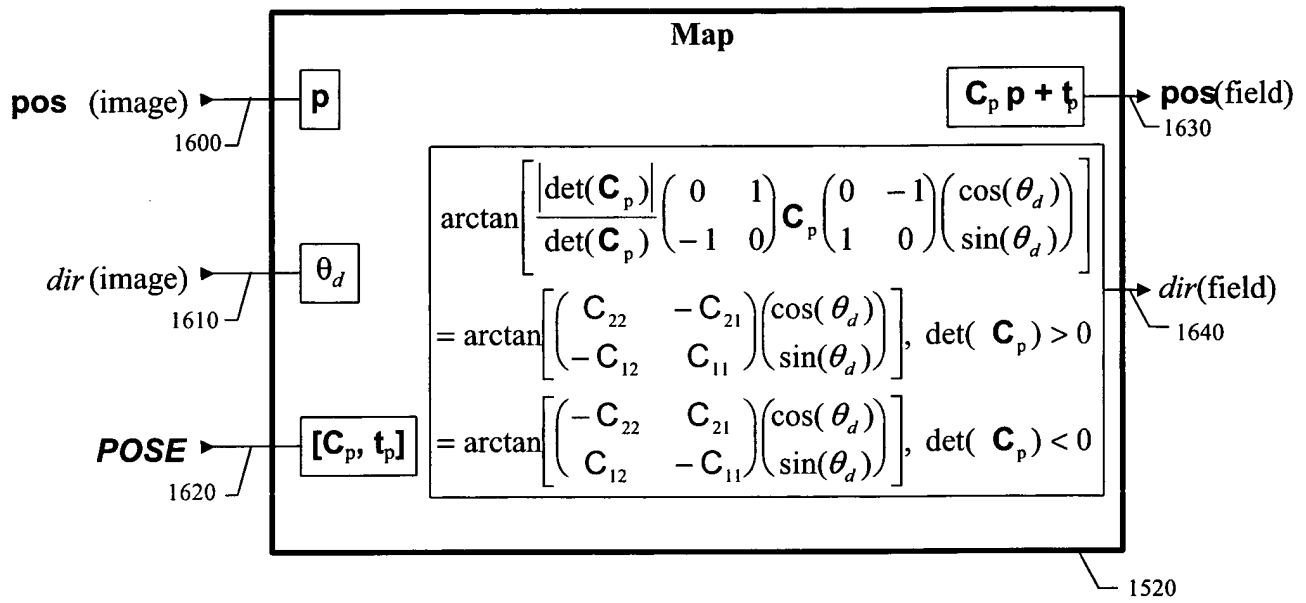 Map
pos (image)
1600
p
C_p p + t_p
pos(field)
1630
arctan[ |det(C_p)| / det(C_p) ( 0 1 ; −1 0 ) C_p ( 0 −1 ; 1 0 ) ( cos(θ_d) ; sin(θ_d) ) ]
dir (image)
1610
θ_d
= arctan[ ( C_22 −C_21 ; −C_12 C_11 ) ( cos( θ_d) ; sin(θ_d) ) ], det( C_p) > 0
dir(field)
1640
POSE
1620
[C_p, t_p]
= arctan[ ( −C_22 C_21 ; C_12 −C_11 ) ( cos( θ_d) ; sin(θ_d) ) ], det( C_p) < 0
1520